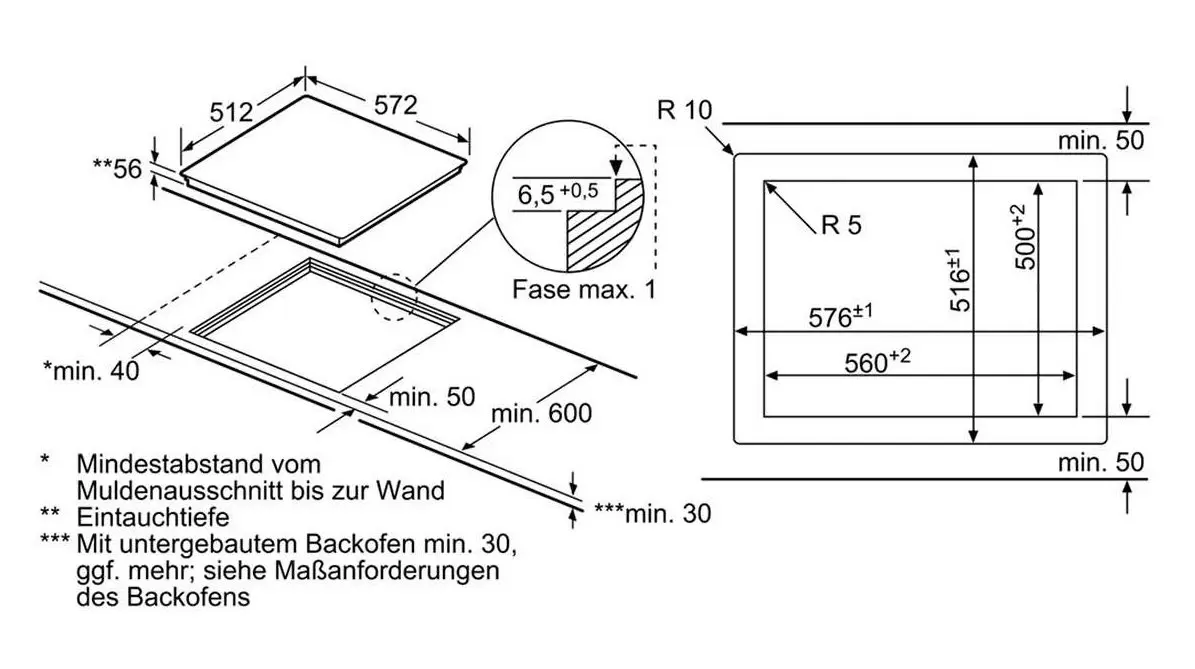 512
572
**56
6,5 +0,5
Fase max. 1
*min. 40
min. 50
min. 600
***min. 30
* Mindestabstand vom
Muldenausschnitt bis zur Wand
** Eintauchtiefe
*** Mit untergebautem Backofen min. 30,
ggf. mehr; siehe Maßanforderungen
des Backofens
R 10
min. 50
R 5
500+2
516±1
576±1
560+2
min. 50